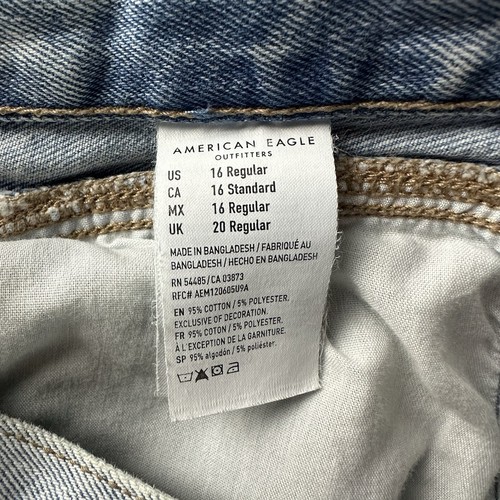 AMERICAN EAGLE
OUTFITTERS
US 16 Regular
CA 16 Standard
MX 16 Regular
UK 20 Regular
MADE IN BANGLADESH / FABRIQUÉ AU
BANGLADESH / HECHO EN BANGLADESH
RN 54485/CA 03873
RFC# AEM120605U9A
EN 95% COTTON / 5% POLYESTER,
EXCLUSIVE OF DECORATION.
FR 95% COTON / 5% POLYESTER,
À L'EXCEPTION DE LA GARNITURE.
SP 95% algodón / 5% poliéster.